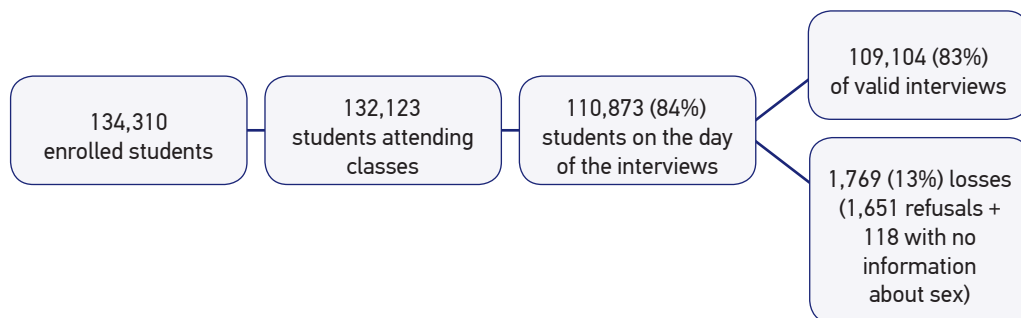 134,310
enrolled students
132,123
students attending
classes
110,873 (84%)
students on the day
of the interviews
109,104 (83%)
of valid interviews
1,769 (13%) losses
(1,651 refusals +
118 with no
information
about sex)